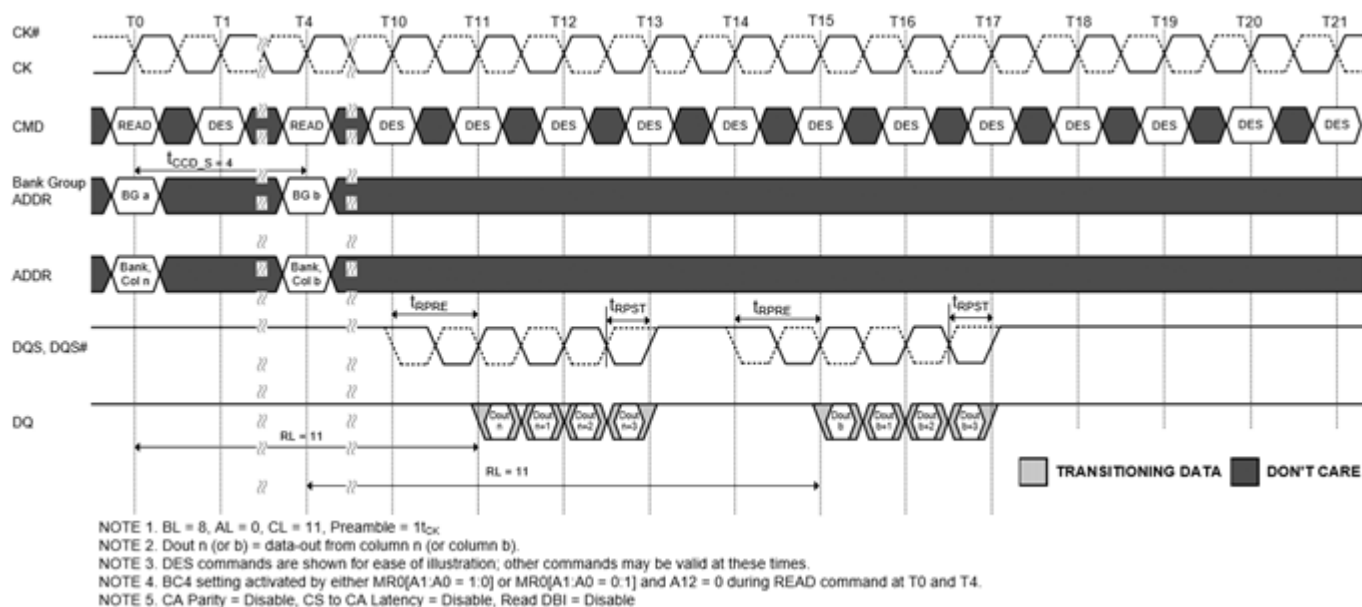 T0 T1 T4 T10 T11 T12 T13 T14 T15 T16 T17 T18 T19 T20 T21
CK#
CK
CMD READ DES READ DES DES DES DES DES DES DES DES DES DES DES DES
tCCD_S = 4
Bank Group
ADDR BG a BG b
ADDR Bank, Col n Bank, Col b
tRPRE tRPST tRPRE tRPST
DQS, DQS#
DQ Dout n Dout n+1 Dout n+2 Dout n+3 Dout b Dout b+1 Dout b+2 Dout b+3
RL = 11
RL = 11
TRANSITIONING DATA DON'T CARE
NOTE 1. BL = 8, AL = 0, CL = 11, Preamble = 1tCK
NOTE 2. Dout n (or b) = data-out from column n (or column b).
NOTE 3. DES commands are shown for ease of illustration; other commands may be valid at these times.
NOTE 4. BC4 setting activated by either MR0[A1:A0 = 1:0] or MR0[A1:A0 = 0:1] and A12 = 0 during READ command at T0 and T4.
NOTE 5. CA Parity = Disable, CS to CA Latency = Disable, Read DBI = Disable